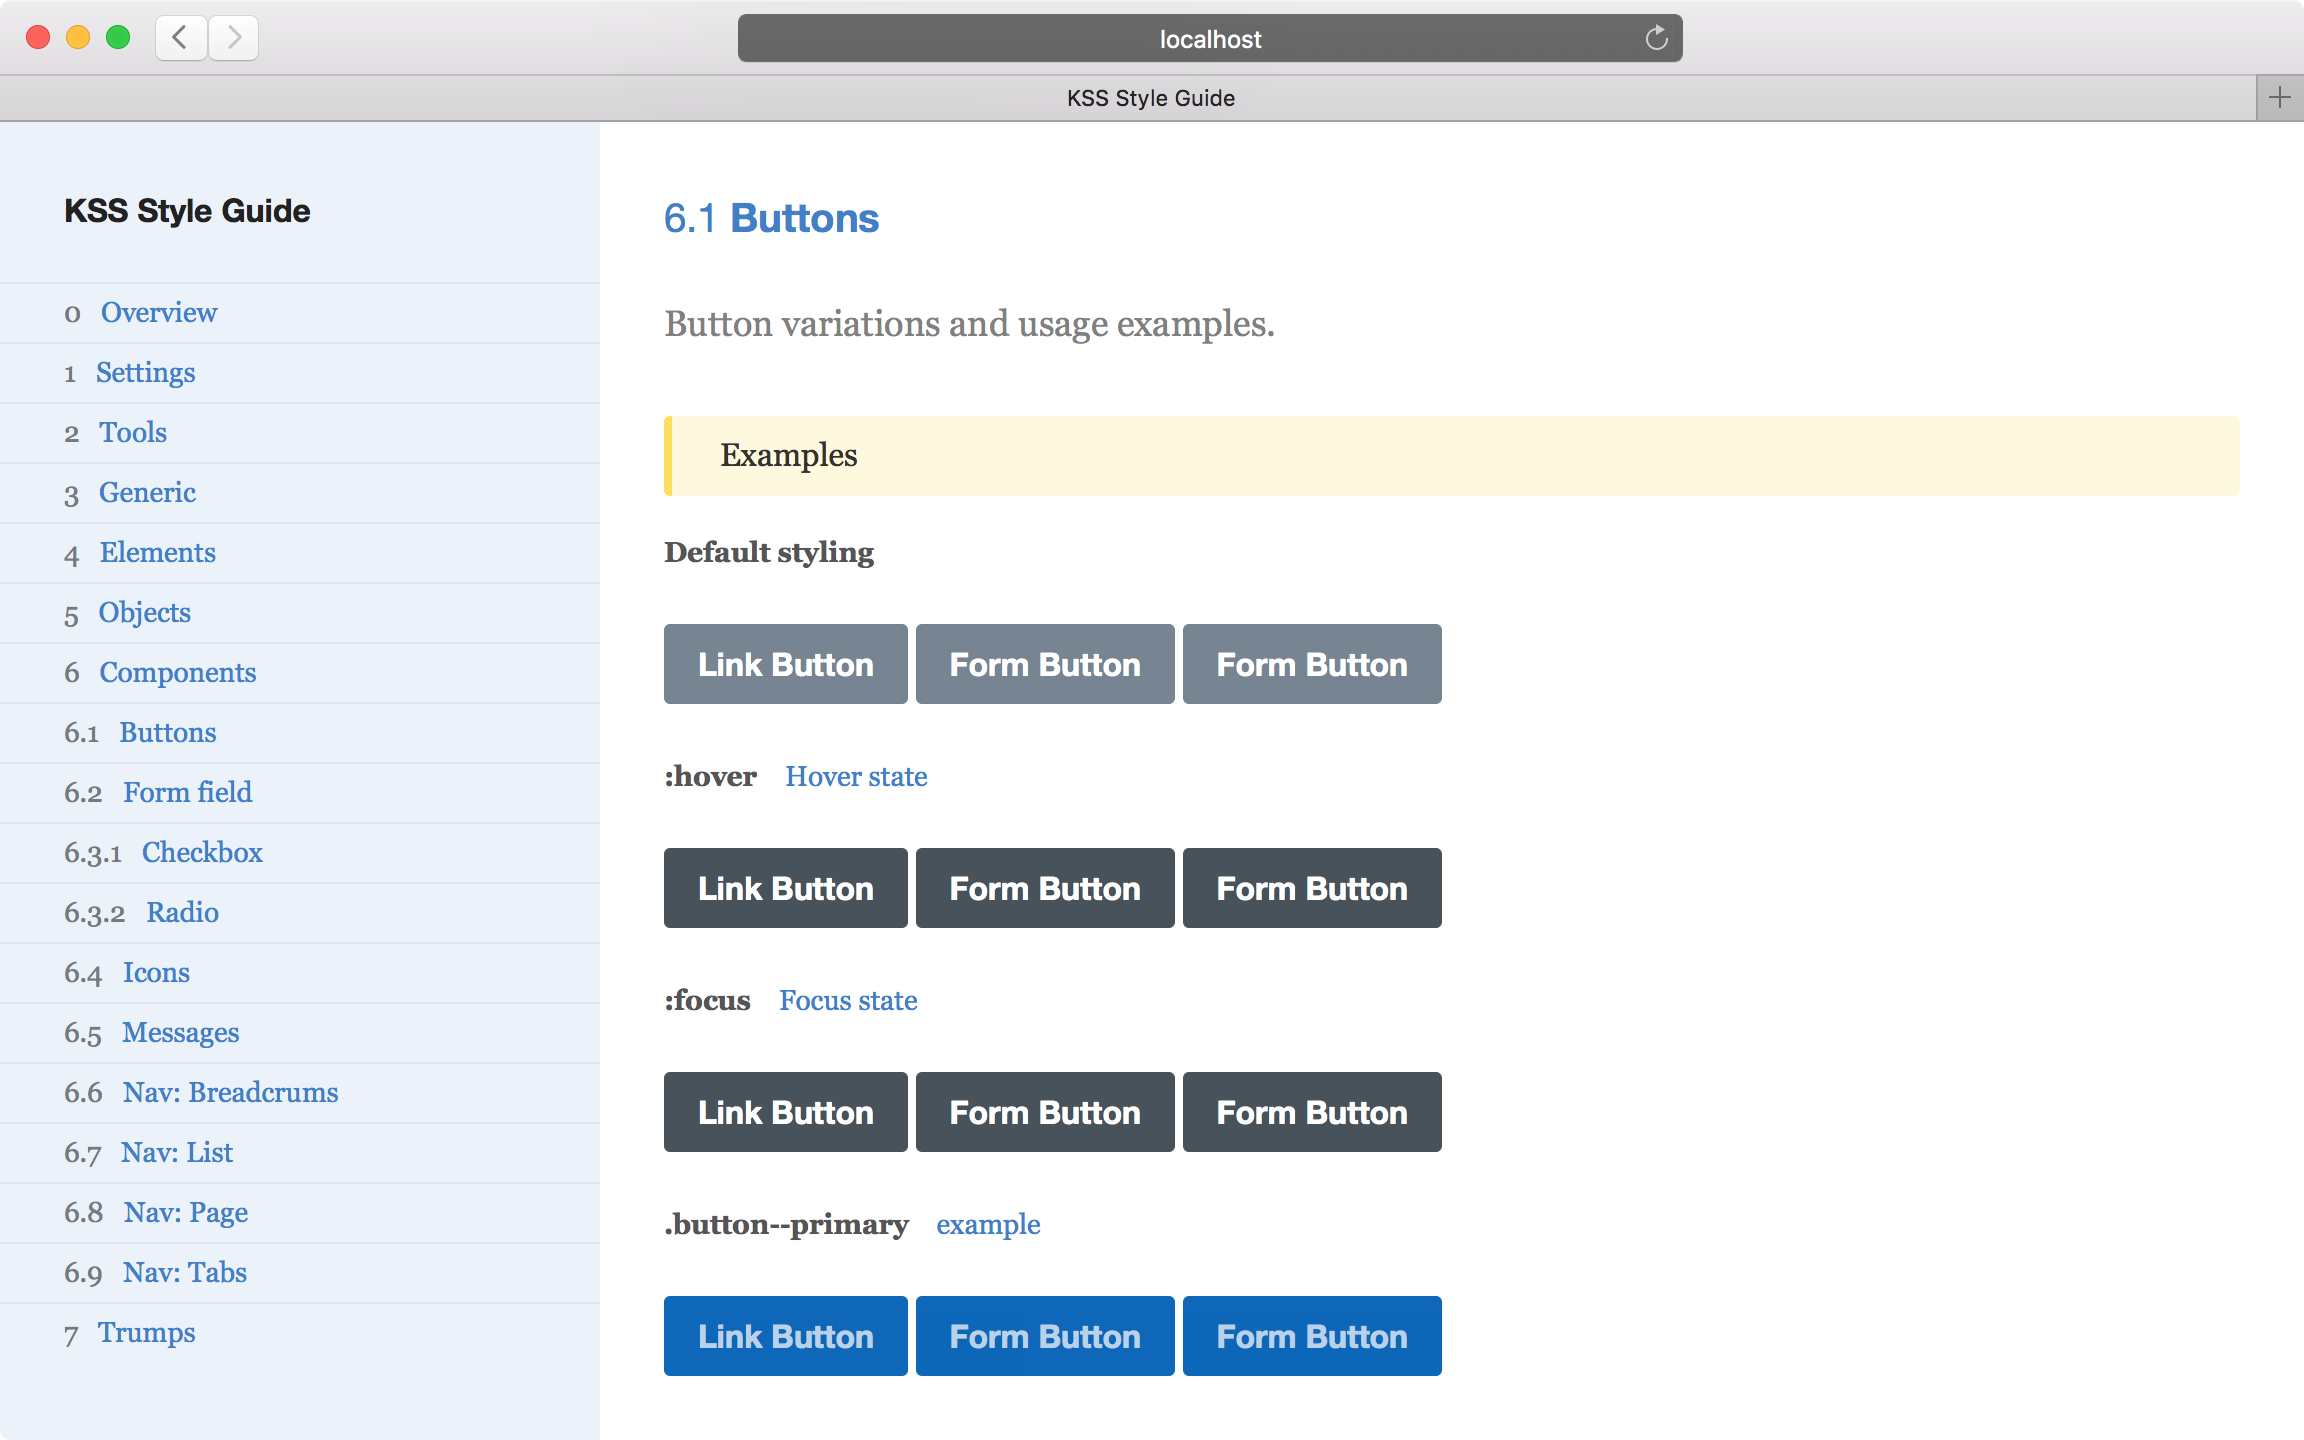 localhost
KSS Style Guide
KSS Style Guide
0 Overview
1 Settings
2 Tools
3 Generic
4 Elements
5 Objects
6 Components
6.1 Buttons
6.2 Form field
6.3.1 Checkbox
6.3.2 Radio
6.4 Icons
6.5 Messages
6.6 Nav: Breadcrums
6.7 Nav: List
6.8 Nav: Page
6.9 Nav: Tabs
7 Trumps
6.1 Buttons
Button variations and usage examples.
Examples
Default styling
Link Button Form Button Form Button
:hover Hover state
Link Button Form Button Form Button
:focus Focus state
Link Button Form Button Form Button
.button--primary example
Link Button Form Button Form Button